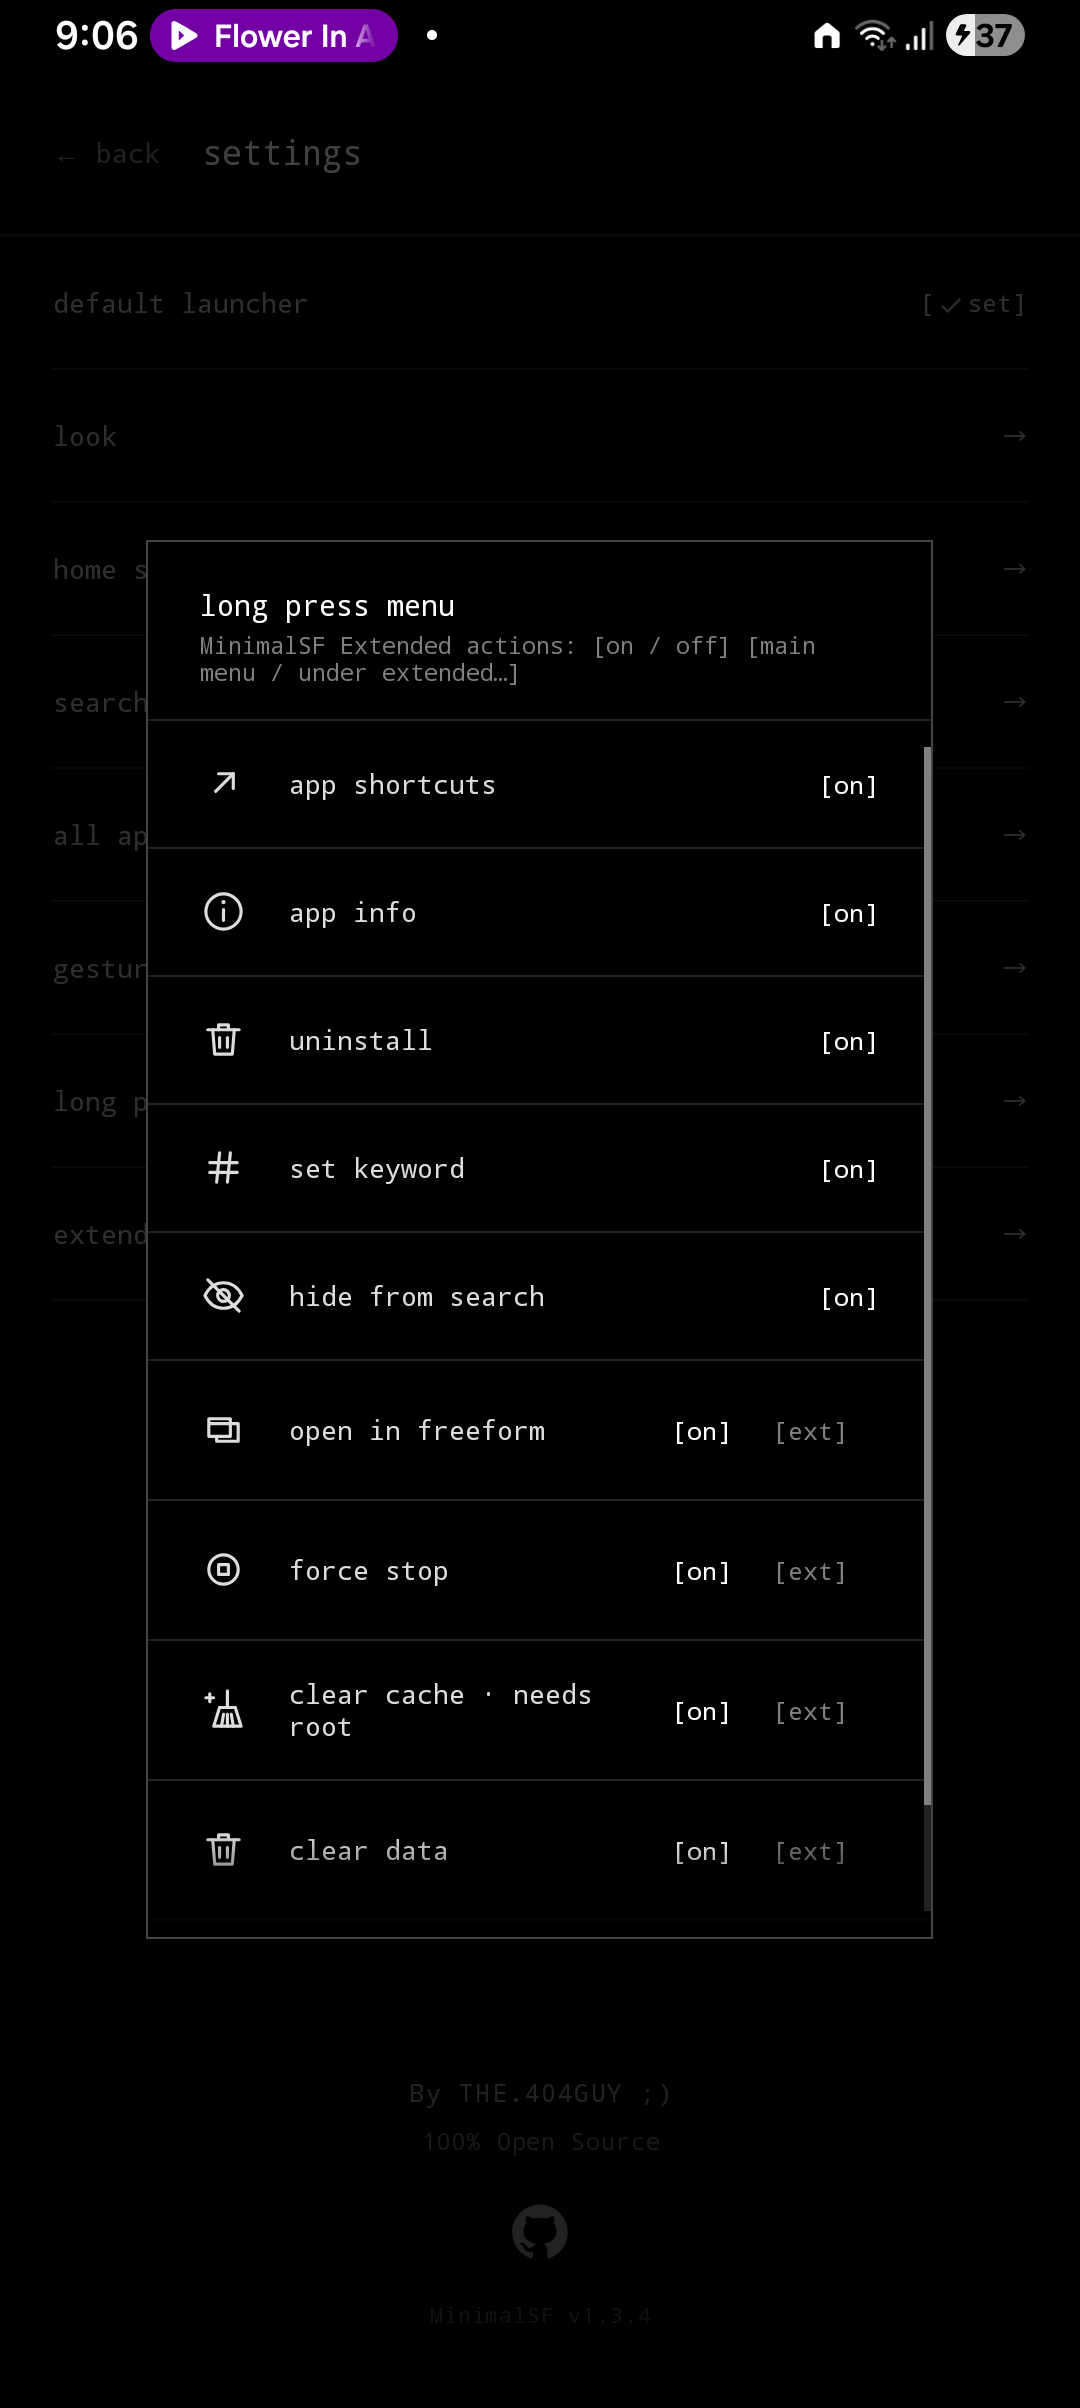 9:06 Flower In A
37
← back settings
default launcher [✓set]
look →
home s →
search →
all ap →
gestur →
long p →
extend →
long press menu
MinimalSF Extended actions: [on / off] [main
menu / under extended…]
app shortcuts [on]
app info [on]
uninstall [on]
set keyword [on]
hide from search [on]
open in freeform [on] [ext]
force stop [on] [ext]
clear cache · needs
root [on] [ext]
clear data [on] [ext]
By THE.404GUY ;)
100% Open Source
MinimalSF v1.3.4